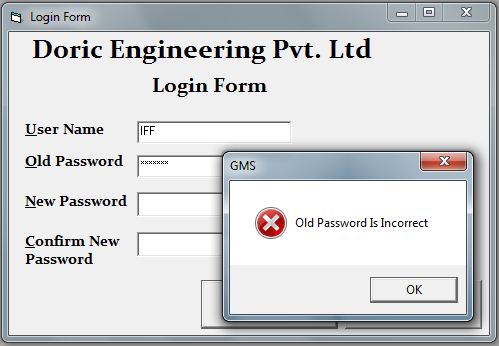 Login Form
Doric Engineering Pvt. Ltd
Login Form
User Name IFF
Old Password xxxxxxx
New Password
Confirm New
Password
GMS
Old Password Is Incorrect
OK